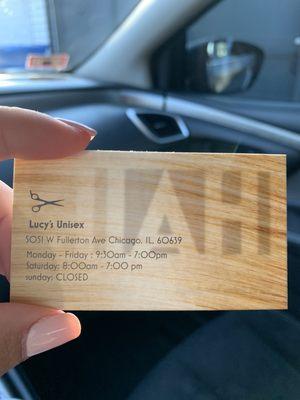 HAIR
Lucy's Unisex
5051 W Fullerton Ave Chicago, IL. 60639
Monday - Friday : 9:30am - 7:00pm
Saturday: 8:00am - 7:00 pm
sunday: CLOSED